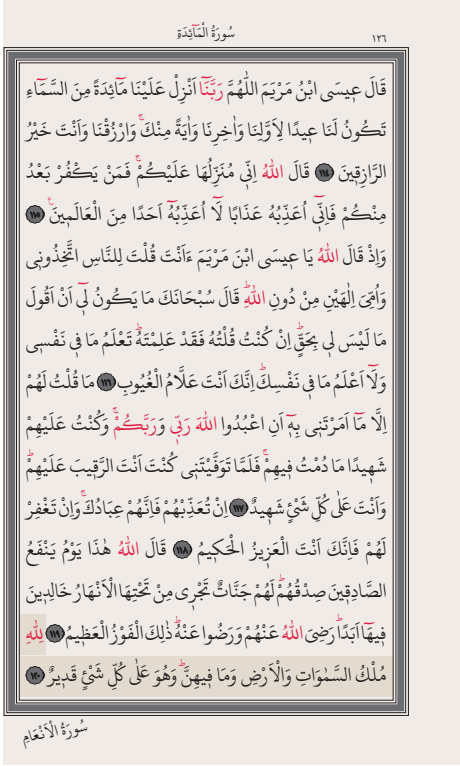 سُورَةُ الْمَآئِدَةِ
١٢٦
قَالَ عِيسَى ابْنُ مَرْيَمَ اللّٰهُمَّ رَبَّنَٓا اَنْزِلْ عَلَيْنَا مَٓائِدَةً مِنَ السَّمَٓاءِ
تَكُونُ لَنَا عِيدًا لِاَوَّلِنَا وَاٰخِرِنَا وَاٰيَةً مِنْكَۚ وَارْزُقْنَا وَاَنْتَ خَيْرُ
الرَّازِقِينَ ﴿١١٤﴾ قَالَ اللّٰهُ اِنِّي مُنَزِّلُهَا عَلَيْكُمْۚ فَمَنْ يَكْفُرْ بَعْدُ
مِنْكُمْ فَاِنِّٓي اُعَذِّبُهُ عَذَابًا لَٓا اُعَذِّبُهُٓ اَحَدًا مِنَ الْعَالَمِينَ۟ ﴿١١٥﴾
وَاِذْ قَالَ اللّٰهُ يَا عِيسَى ابْنَ مَرْيَمَ ءَاَنْتَ قُلْتَ لِلنَّاسِ اتَّخِذُونِي
وَاُمِّيَ اِلٰهَيْنِ مِنْ دُونِ اللّٰهِۜ قَالَ سُبْحَانَكَ مَا يَكُونُ لِٓي اَنْ اَقُولَ
مَا لَيْسَ لِي بِحَقٍّۜ اِنْ كُنْتُ قُلْتُهُ فَقَدْ عَلِمْتَهُۜ تَعْلَمُ مَا فِي نَفْسِي
وَلَٓا اَعْلَمُ مَا فِي نَفْسِكَۜ اِنَّكَ اَنْتَ عَلَّامُ الْغُيُوبِ ﴿١١٦﴾ مَا قُلْتُ لَهُمْ
اِلَّا مَٓا اَمَرْتَنِي بِهِٓ اَنِ اعْبُدُوا اللّٰهَ رَبِّي وَرَبَّكُمْۚ وَكُنْتُ عَلَيْهِمْ
شَهِيدًا مَا دُمْتُ فِيهِمْۚ فَلَمَّا تَوَفَّيْتَنِي كُنْتَ اَنْتَ الرَّقِيبَ عَلَيْهِمْۜ
وَاَنْتَ عَلٰى كُلِّ شَيْءٍ شَهِيدٌ ﴿١١٧﴾ اِنْ تُعَذِّبْهُمْ فَاِنَّهُمْ عِبَادُكَۚ وَاِنْ تَغْفِرْ
لَهُمْ فَاِنَّكَ اَنْتَ الْعَزِيزُ الْحَكِيمُ ﴿١١٨﴾ قَالَ اللّٰهُ هٰذَا يَوْمُ يَنْفَعُ
الصَّادِقِينَ صِدْقُهُمْۜ لَهُمْ جَنَّاتٌ تَجْرِي مِنْ تَحْتِهَا الْاَنْهَارُ خَالِدِينَ
فِيهَٓا اَبَدًاۜ رَضِيَ اللّٰهُ عَنْهُمْ وَرَضُوا عَنْهُۜ ذٰلِكَ الْفَوْزُ الْعَظِيمُ ﴿١١٩﴾ لِلّٰهِ
مُلْكُ السَّمٰوَاتِ وَالْاَرْضِ وَمَا فِيهِنَّۜ وَهُوَ عَلٰى كُلِّ شَيْءٍ قَدِيرٌ ﴿١٢٠﴾
سُورَةُ الْاَنْعَامِ